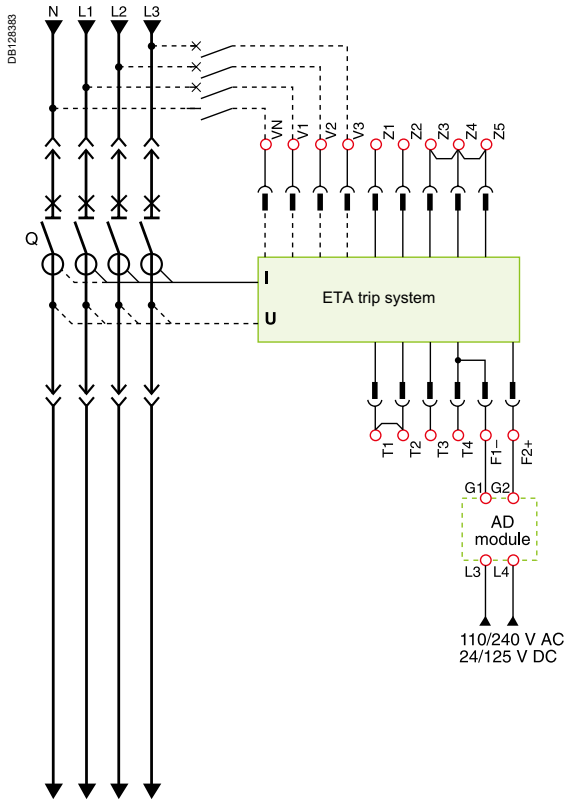 DB128383
N L1 L2 L3
VN V1 V2 V3 Z1 Z2 Z3 Z4 Z5
Q
I
ETA trip system
U
T1 T2 T3 T4 F1– F2+
G1 G2
AD
module
L3 L4
110/240 V AC
24/125 V DC